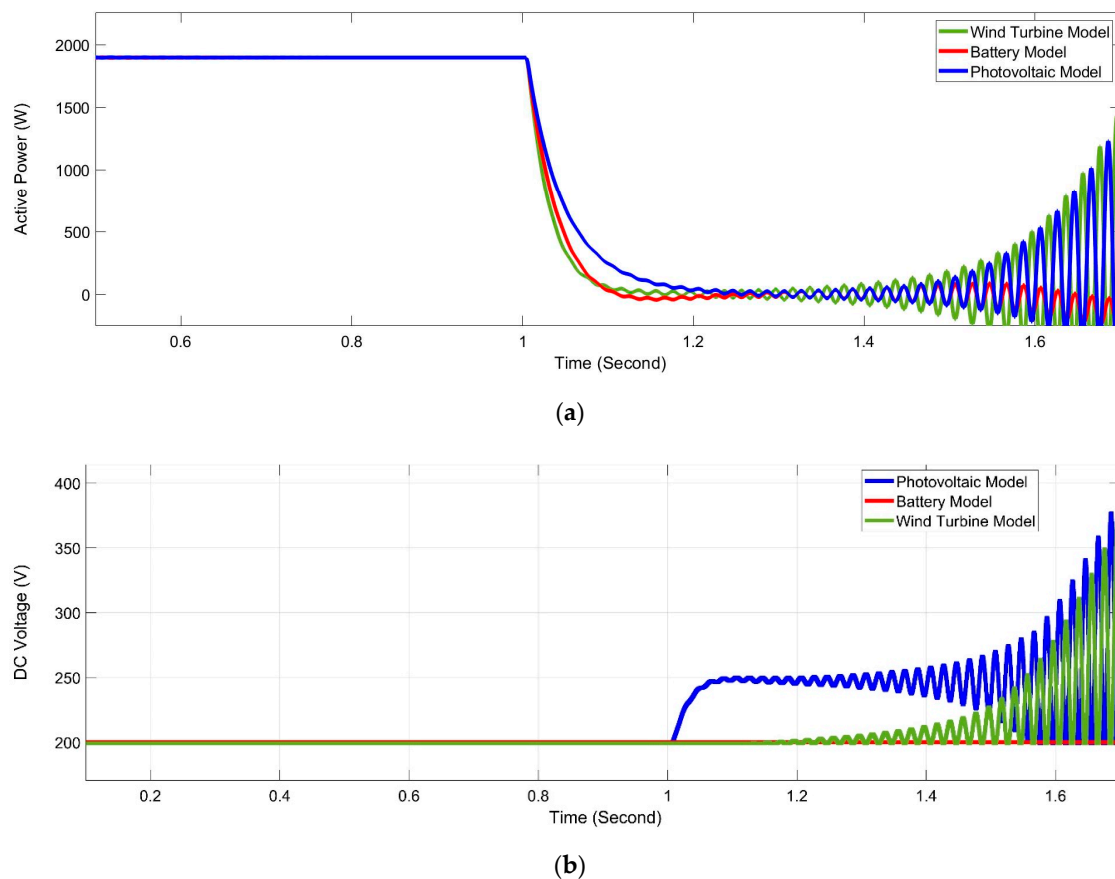 2000
1500
1000
500
0
Active Power (W)
Wind Turbine Model
Battery Model
Photovoltaic Model
0.6
0.8
1
1.2
1.4
1.6
Time (Second)
(a)
400
350
300
250
200
DC Voltage (V)
Photovoltaic Model
Battery Model
Wind Turbine Model
0.2
0.4
0.6
0.8
1
1.2
1.4
1.6
Time (Second)
(b)